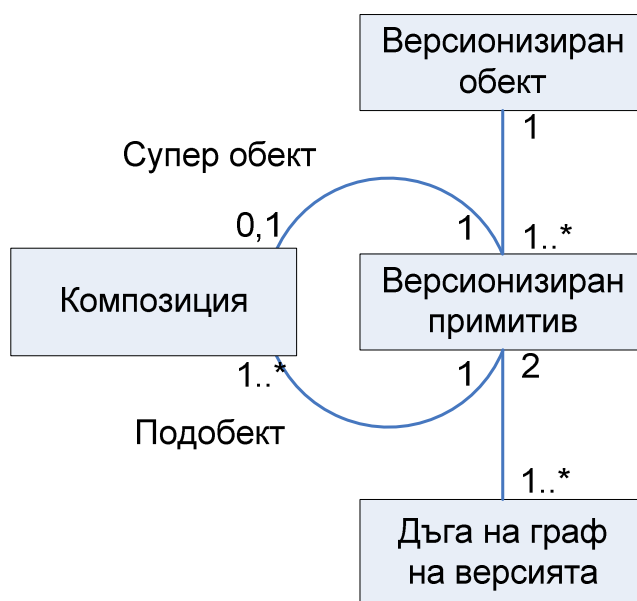 Версионизиран
обект
1
Супер обект
0,1
1
1..*
Композиция
Версионизиран
примитив
1..*
1
2
Подобект
1..*
Дъга на граф
на версията